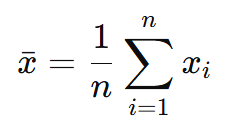 x̄ = 1/n ∑_{i=1}^{n} x_i